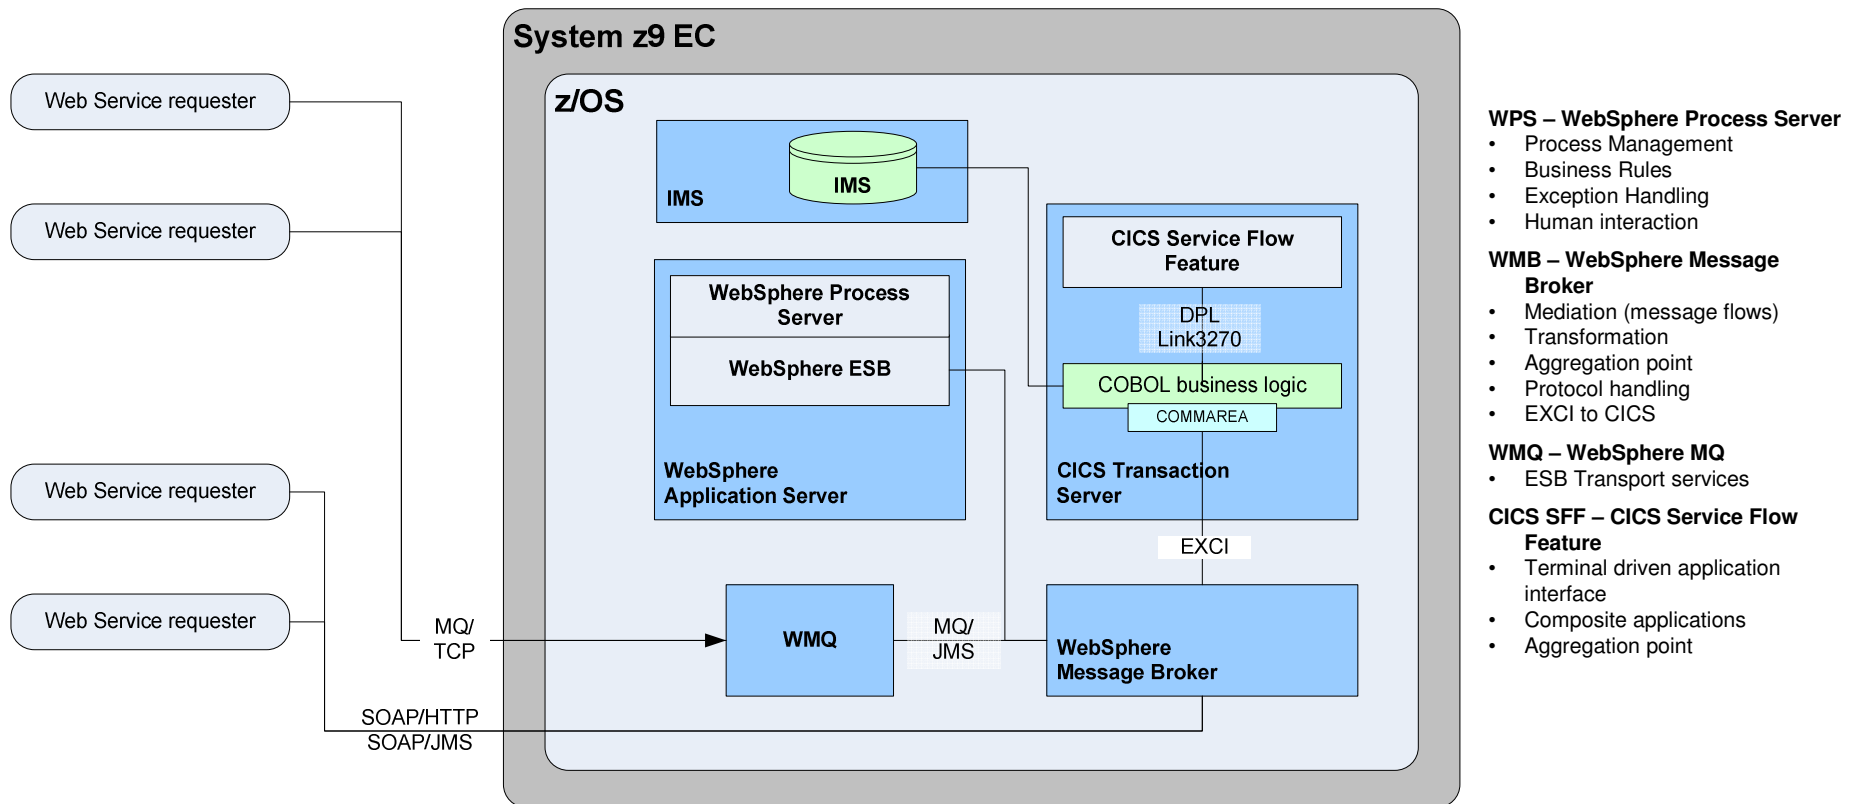 System z9 EC
z/OS
Web Service requester
Web Service requester
Web Service requester
Web Service requester
IMS
IMS
WebSphere Process
Server
WebSphere ESB
WebSphere
Application Server
CICS Service Flow
Feature
DPL
Link3270
COBOL business logic
COMMAREA
CICS Transaction
Server
EXCI
MQ/
TCP
WMQ
MQ/
JMS
WebSphere
Message Broker
SOAP/HTTP
SOAP/JMS
WPS – WebSphere Process Server
• Process Management
• Business Rules
• Exception Handling
• Human interaction
WMB – WebSphere Message
Broker
• Mediation (message flows)
• Transformation
• Aggregation point
• Protocol handling
• EXCI to CICS
WMQ – WebSphere MQ
• ESB Transport services
CICS SFF – CICS Service Flow
Feature
• Terminal driven application
interface
• Composite applications
• Aggregation point